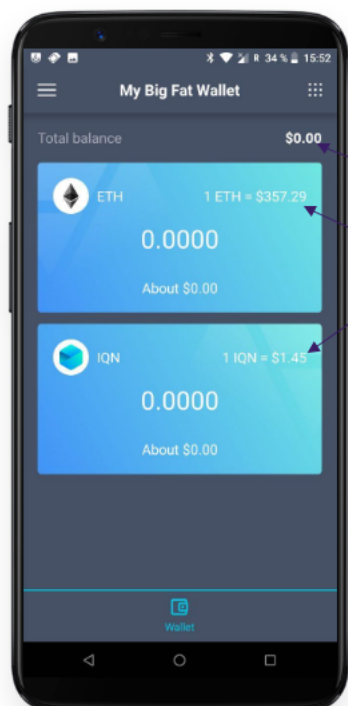 R 34 % 15:52
My Big Fat Wallet
Total balance $0.00
ETH 1 ETH = $357.29
0.0000
About $0.00
IQN 1 IQN = $1.45
0.0000
About $0.00
Wallet